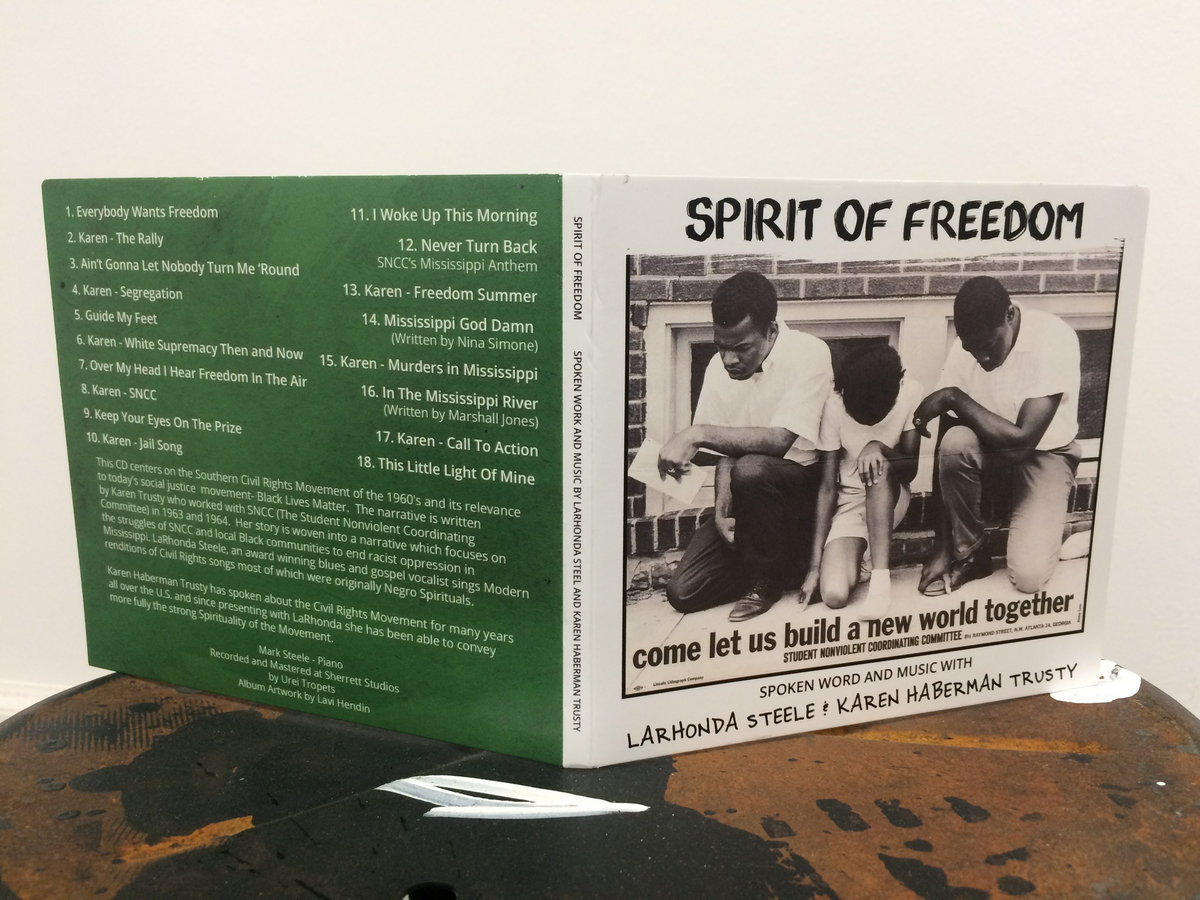 1. Everybody Wants Freedom
2. Karen - The Rally
3. Ain't Gonna Let Nobody Turn Me 'Round
4. Karen - Segregation
5. Guide My Feet
6. Karen - White Supremacy Then and Now
7. Over My Head I Hear Freedom In The Air
8. Karen - SNCC
9. Keep Your Eyes On The Prize
10. Karen - Jail Song
11. I Woke Up This Morning
12. Never Turn Back
SNCC's Mississippi Anthem
13. Karen - Freedom Summer
14. Mississippi God Damn
(Written by Nina Simone)
15. Karen - Murders in Mississippi
16. In The Mississippi River
(Written by Marshall Jones)
17. Karen - Call To Action
18. This Little Light Of Mine
This CD centers on the Southern Civil Rights Movement of the 1960's and its relevance
to today's social justice movement- Black Lives Matter. The narrative is written
by Karen Trusty who worked with SNCC (The Student Nonviolent Coordinating
Committee) in 1963 and 1964. Her story is woven into a narrative which focuses on
the struggles of SNCC and local Black communities to end racist oppression in
Mississippi. LaRhonda Steele, an award winning blues and gospel vocalist sings Modern
renditions of Civil Rights songs most of which were originally Negro Spirituals.
Karen Haberman Trusty has spoken about the Civil Rights Movement for many years
all over the U.S. and since presenting with LaRhonda she has been able to convey
more fully the strong Spirituality of the Movement.
Mark Steele - Piano
Recorded and Mastered at Sherrett Studios
by Urei Tropets
Album Artwork by Lavi Hendin
SPIRIT OF FREEDOM SPOKEN WORK AND MUSIC BY LARHONDA STEEL AND KAREN HABERMAN TRUSTY
SPIRIT OF FREEDOM
come let us build a new world together
STUDENT NONVIOLENT COORDINATING COMMITTEE 8½ RAYMOND STREET, N.W. ATLANTA 14, GEORGIA
Lincoln Lithograph Company
SPOKEN WORD AND MUSIC WITH
LARHONDA STEELE & KAREN HABERMAN TRUSTY